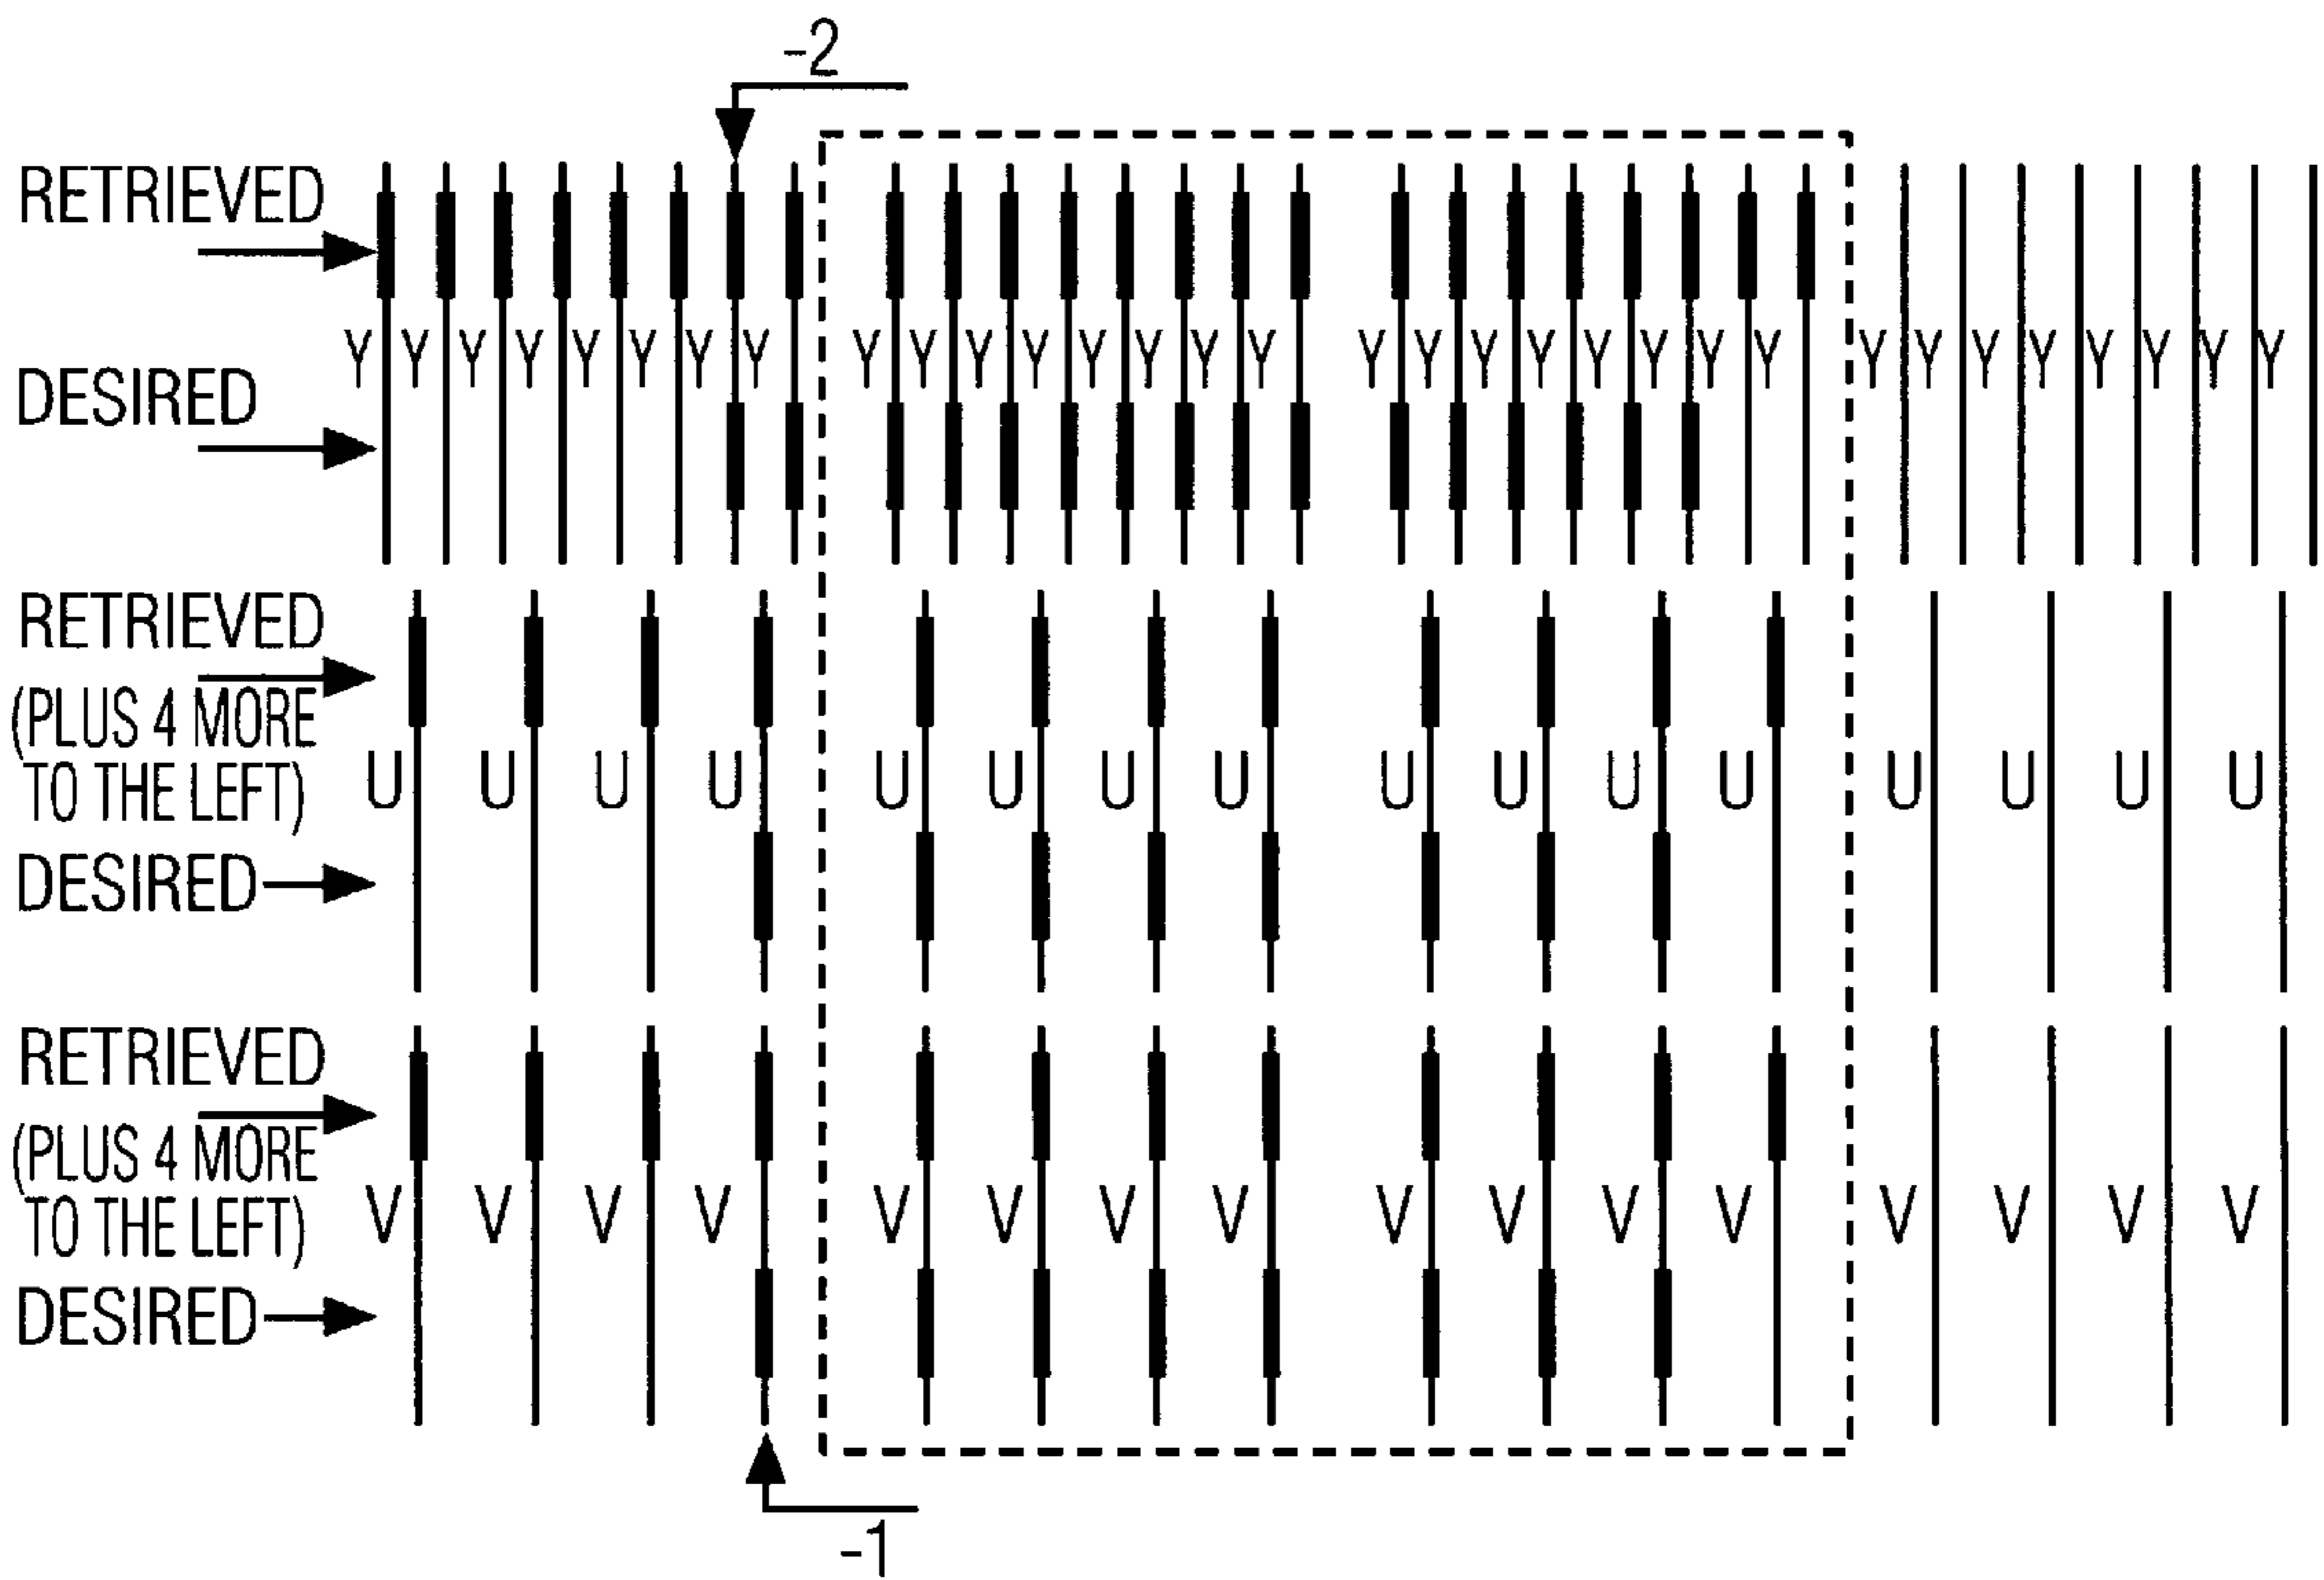 -2
RETRIEVED
Y Y Y Y Y Y Y Y Y Y Y Y Y Y Y Y Y Y Y Y Y Y Y Y Y Y Y Y Y Y Y Y
DESIRED
RETRIEVED
(PLUS 4 MORE
TO THE LEFT)
U U U U U U U U U U U U U U U U
DESIRED
RETRIEVED
(PLUS 4 MORE
TO THE LEFT)
V V V V V V V V V V V V V V V V
DESIRED
-1